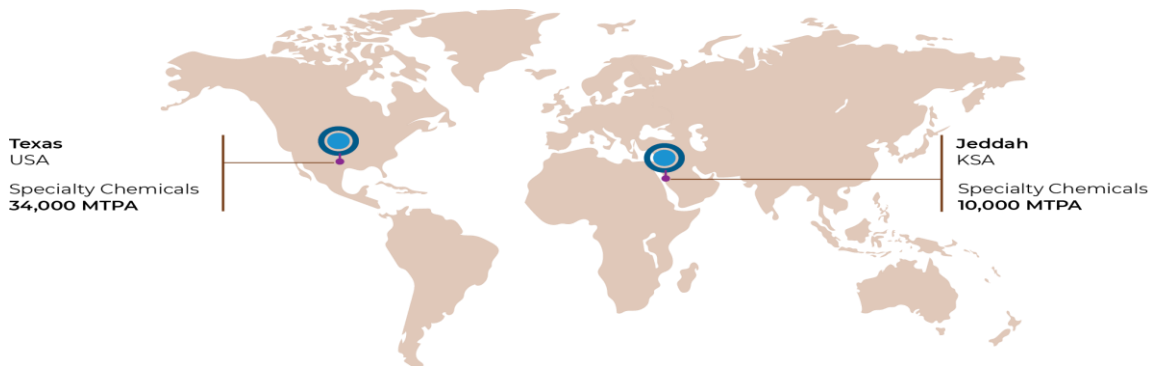 Texas
USA
Specialty Chemicals
34,000 MTPA
Jeddah
KSA
Specialty Chemicals
10,000 MTPA